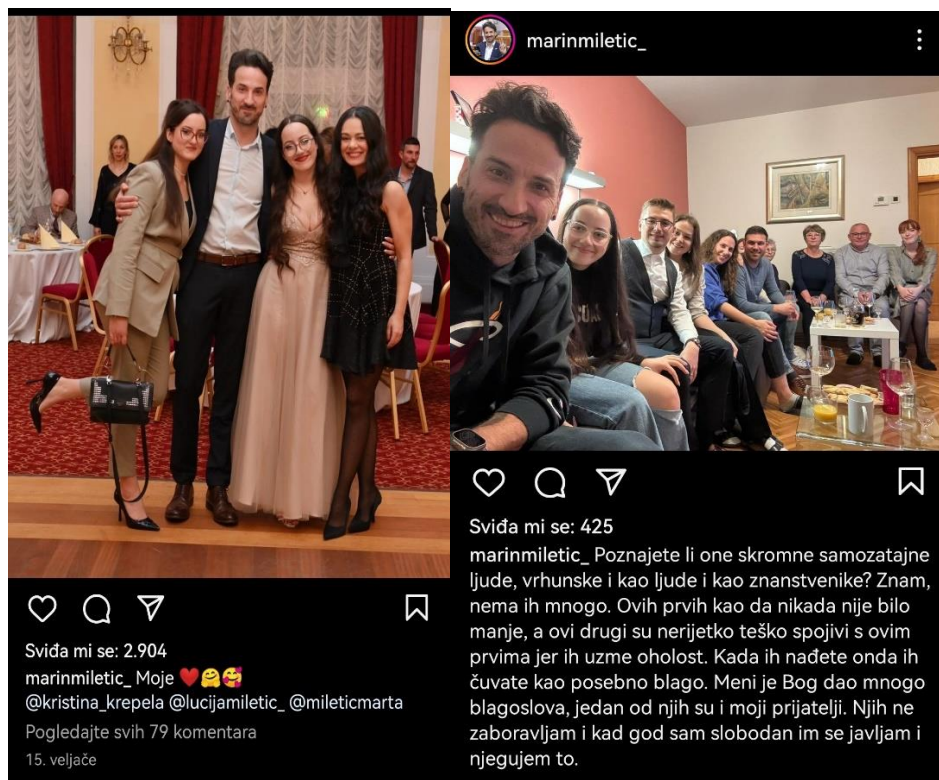 Sviđa mi se: 2.904
marinmiletic_ Moje ❤️🤗🥰
@kristina_krepela @lucijamiletic_ @mileticmarta
Pogledajte svih 79 komentara
15. veljače
marinmiletic_
Sviđa mi se: 425
marinmiletic_ Poznajete li one skromne samozatajne
ljude, vrhunske i kao ljude i kao znanstvenike? Znam,
nema ih mnogo. Ovih prvih kao da nikada nije bilo
manje, a ovi drugi su nerijetko teško spojivi s ovim
prvima jer ih uzme oholost. Kada ih nađete onda ih
čuvate kao posebno blago. Meni je Bog dao mnogo
blagoslova, jedan od njih su i moji prijatelji. Njih ne
zaboravljam i kad god sam slobodan im se javljam i
njegujem to.